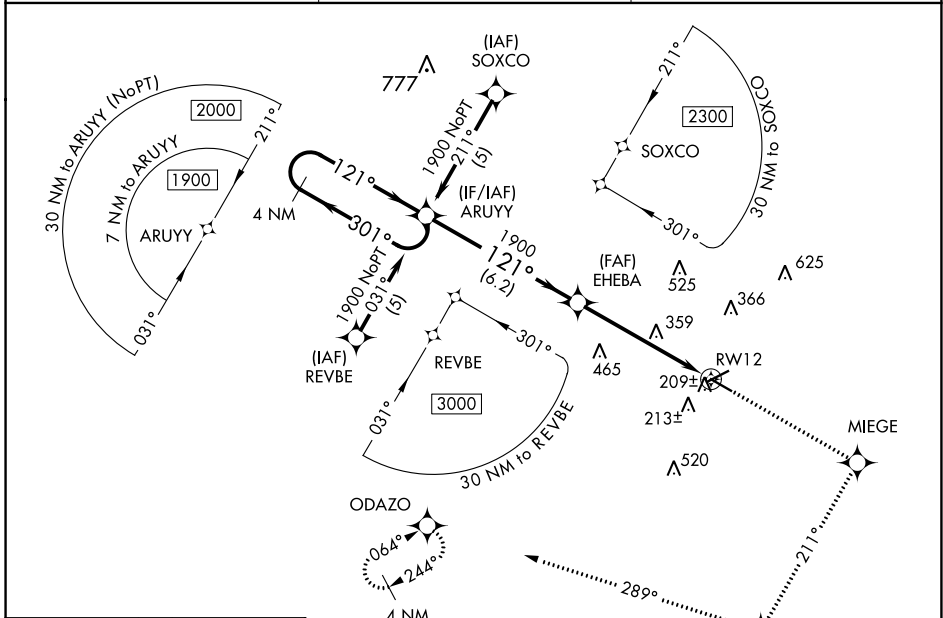 (IAF)
SOXCO
777
30 NM to ARUYY (NoPT)
2000
211°
7 NM to ARUYY
1900
ARUYY
031°
1900 NoPT
211°
(5)
121°
4 NM
301°
(IF/IAF)
ARUYY
211°
2300
SOXCO
30 NM to SOXCO
301°
1900
121°
(6.2)
(FAF)
EHEBA
525
625
366
359
465
1900 NoPT
031°
(5)
(IAF)
REVBE
301°
REVBE
3000
031°
30 NM to REVBE
RW12
209±
213±
520
MIEGE
211°
ODAZO
064°
244°
4 NM
289°